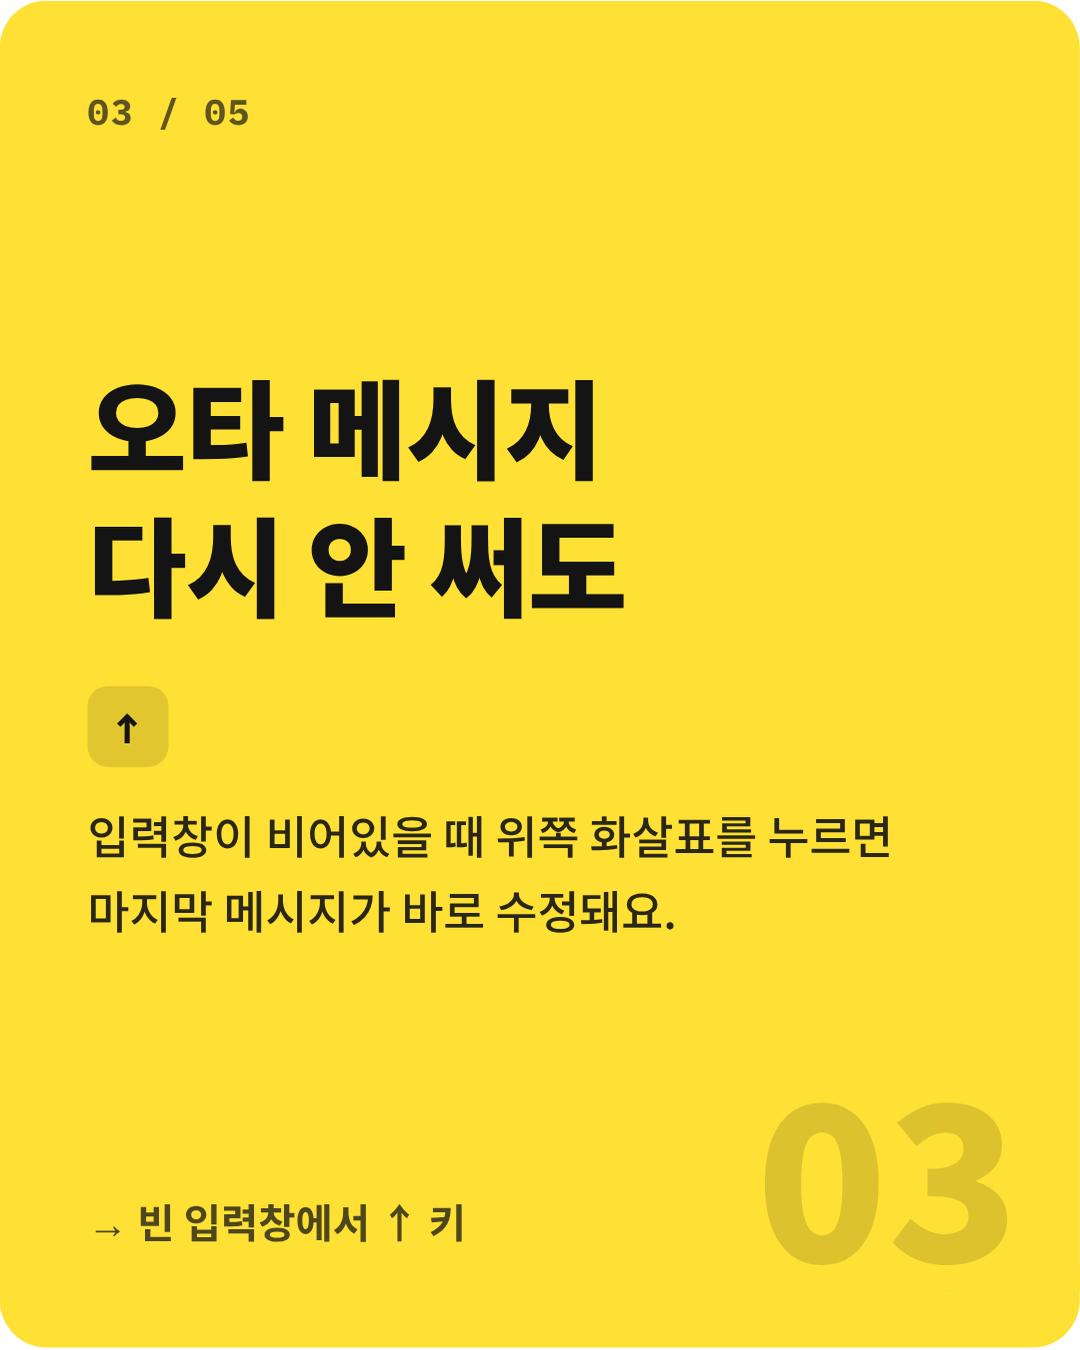 03 / 05
오타 메시지
다시 안 써도
↑
입력창이 비어있을 때 위쪽 화살표를 누르면
마지막 메시지가 바로 수정돼요.
→ 빈 입력창에서 ↑ 키
03